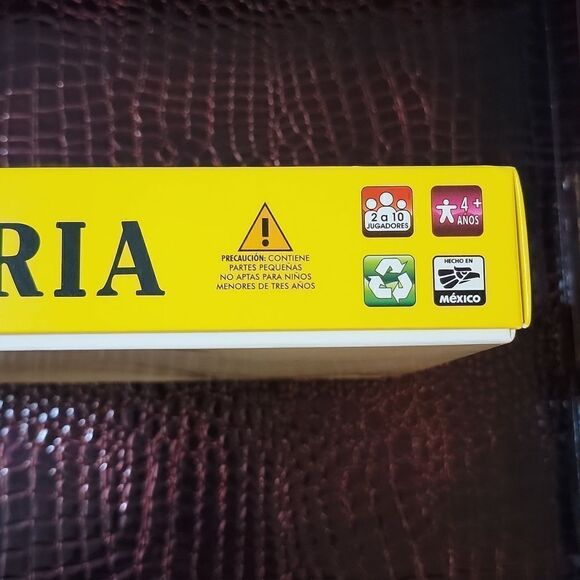 RIA
PRECAUCIÓN: CONTIENE
PARTES PEQUEÑAS
NO APTAS PARA NIÑOS
MENORES DE TRES AÑOS
2 a 10
JUGADORES
4+
AÑOS
HECHO EN
MÉXICO